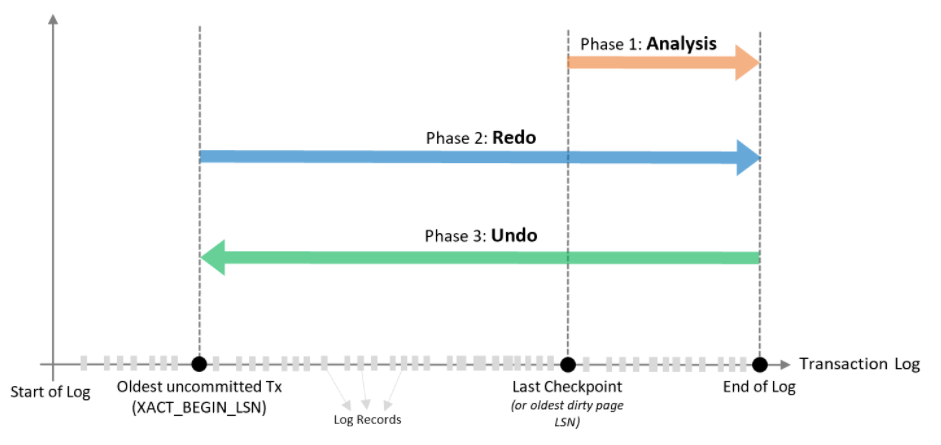 Phase 1: Analysis
Phase 2: Redo
Phase 3: Undo
Transaction Log
Start of Log
Oldest uncommitted Tx
(XACT_BEGIN_LSN)
Log Records
Last Checkpoint
(or oldest dirty page
LSN)
End of Log